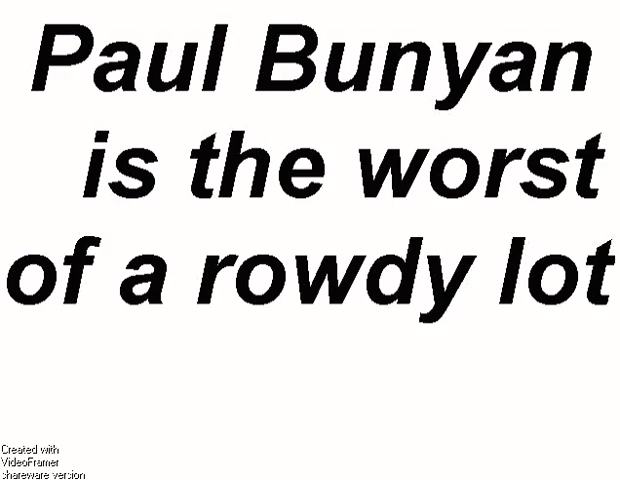 Paul Bunyan
is the worst
of a rowdy lot
Created with
VideoFramer
shareware version